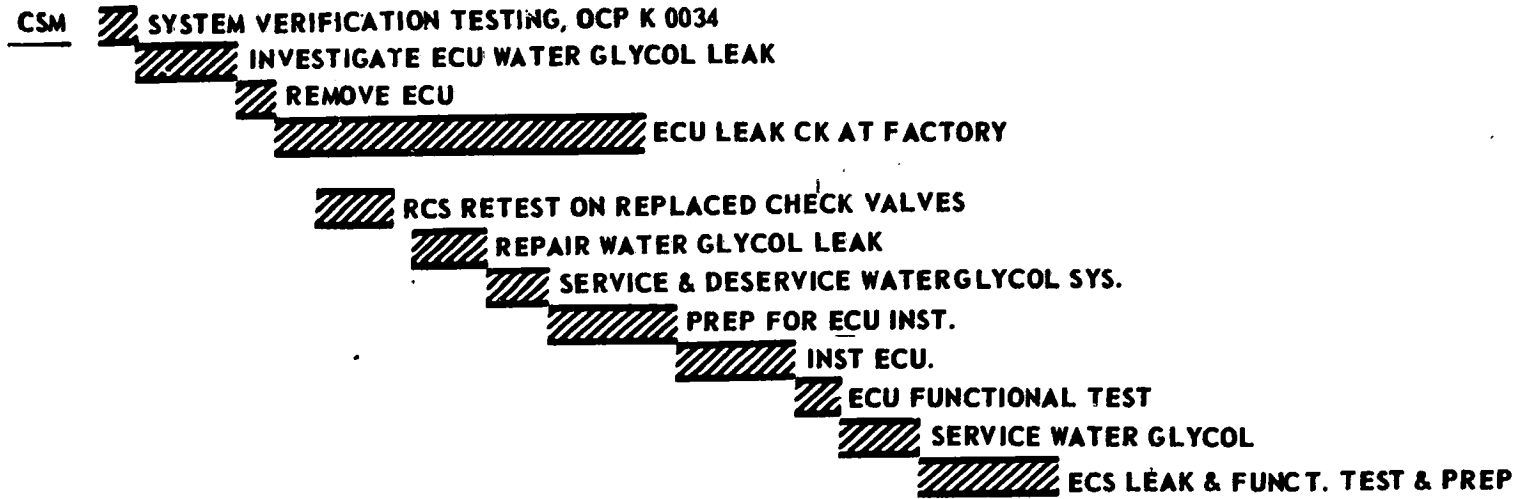 CSM SYSTEM VERIFICATION TESTING, OCP K 0034
INVESTIGATE ECU WATER GLYCOL LEAK
REMOVE ECU
ECU LEAK CK AT FACTORY
RCS RETEST ON REPLACED CHECK VALVES
REPAIR WATER GLYCOL LEAK
SERVICE & DESERVICE WATERGLYCOL SYS.
PREP FOR ECU INST.
INST ECU.
ECU FUNCTIONAL TEST
SERVICE WATER GLYCOL
ECS LEAK & FUNCT. TEST & PREP